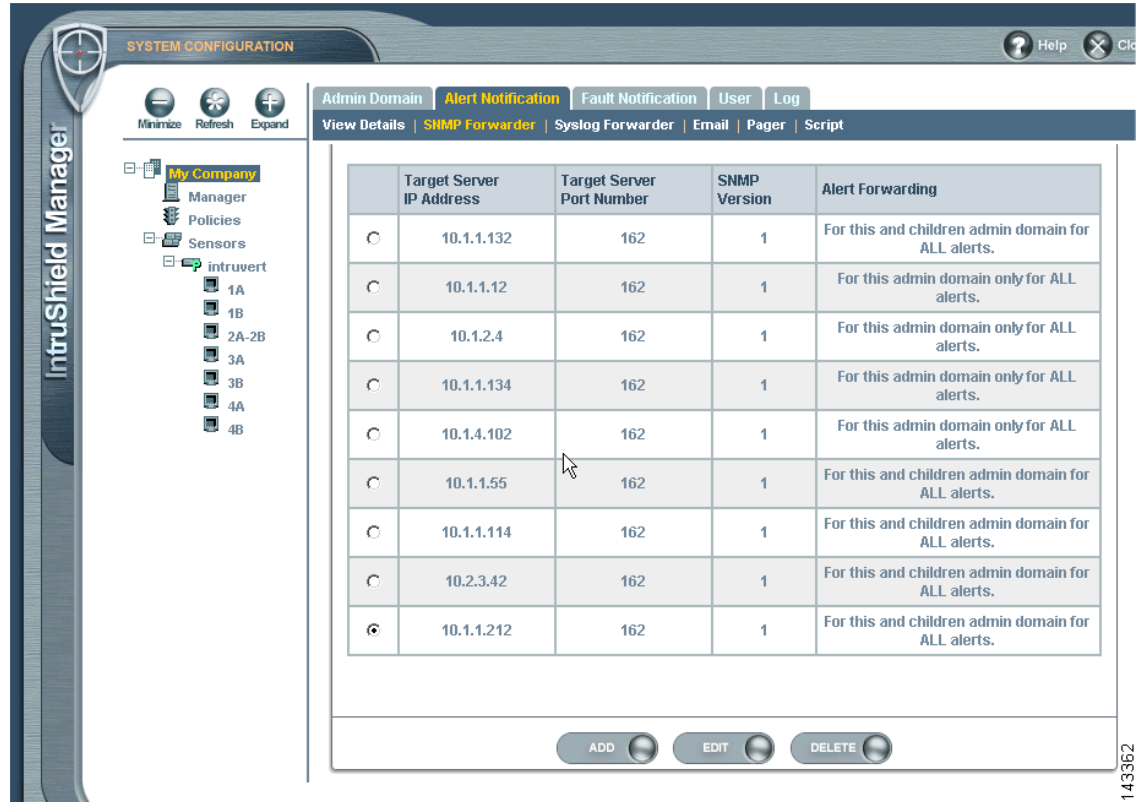 SYSTEM CONFIGURATION
Help
Clo
IntruShield Manager
Minimize Refresh Expand
My Company
Manager
Policies
Sensors
intruvert
1A
1B
2A-2B
3A
3B
4A
4B
Admin Domain Alert Notification Fault Notification User Log
View Details | SNMP Forwarder | Syslog Forwarder | Email | Pager | Script
Target Server IP Address Target Server Port Number SNMP Version Alert Forwarding
10.1.1.132 162 1 For this and children admin domain for ALL alerts.
10.1.1.12 162 1 For this admin domain only for ALL alerts.
10.1.2.4 162 1 For this admin domain only for ALL alerts.
10.1.1.134 162 1 For this admin domain only for ALL alerts.
10.1.4.102 162 1 For this admin domain only for ALL alerts.
10.1.1.55 162 1 For this and children admin domain for ALL alerts.
10.1.1.114 162 1 For this and children admin domain for ALL alerts.
10.2.3.42 162 1 For this and children admin domain for ALL alerts.
10.1.1.212 162 1 For this and children admin domain for ALL alerts.
ADD EDIT DELETE
143362